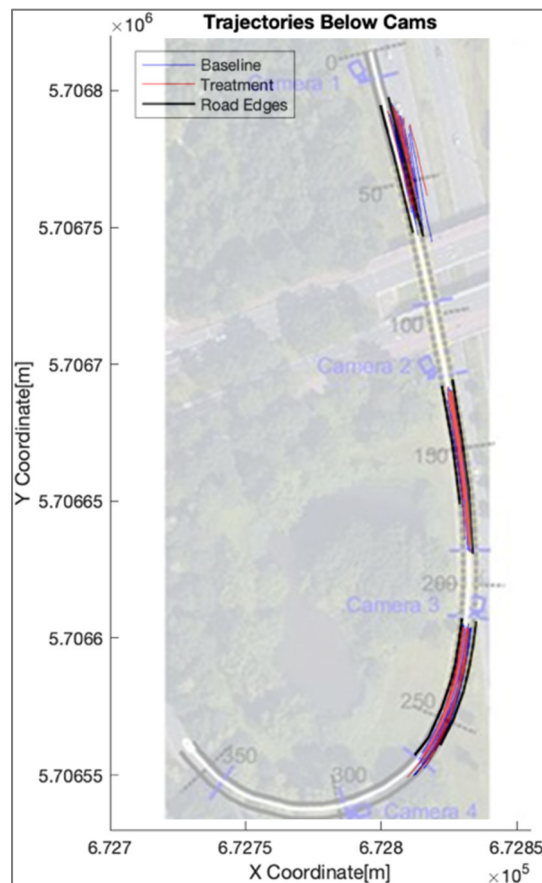 Trajectories Below Cams
×10⁶
Baseline
Treatment
Road Edges
0
Camera 1
5.7068
50
5.70675
100
5.7067
Camera 2
150
5.70665
200
Camera 3
5.7066
250
5.70655
350
300
Camera 4
6.727
6.7275
6.728
6.7285
×10⁵
X Coordinate[m]
Y Coordinate[m]